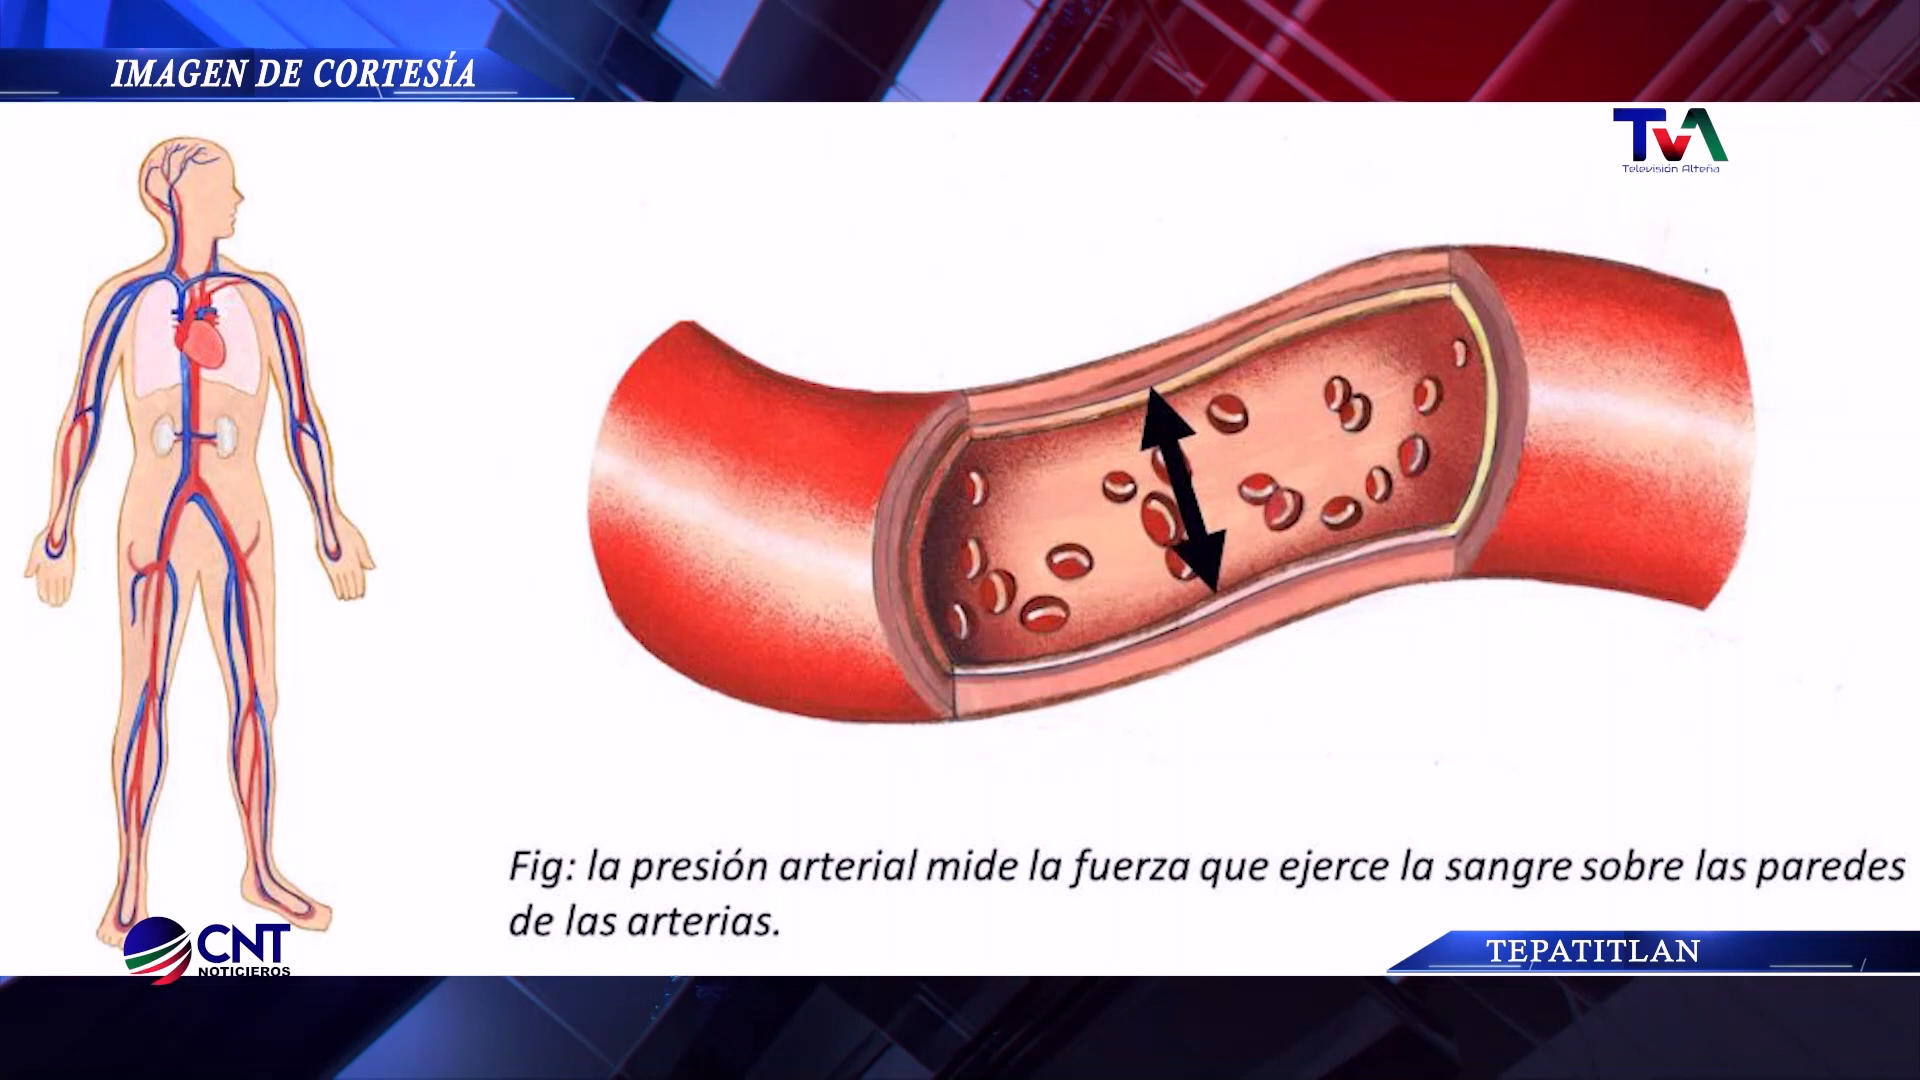 IMAGEN DE CORTESÍA
TvA
Televisión Alteña
Fig: la presión arterial mide la fuerza que ejerce la sangre sobre las paredes
de las arterias.
CNT
NOTICIEROS
TEPATITLAN